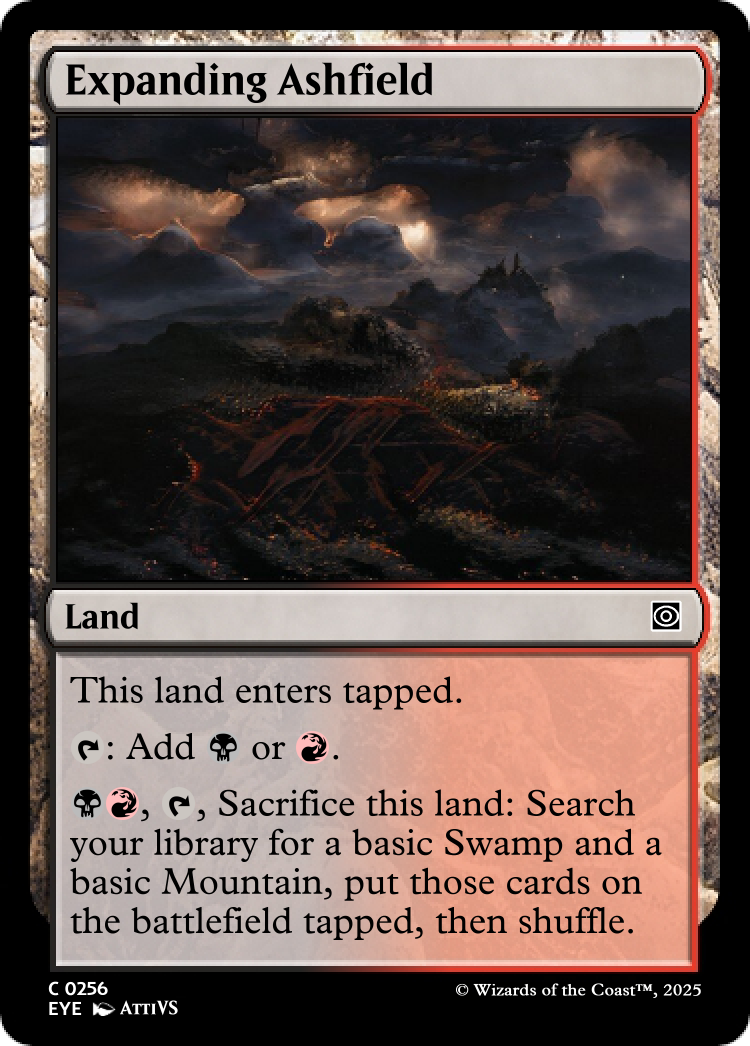 Expanding Ashfield
Land
This land enters tapped.
: Add or .
, , Sacrifice this land: Search
your library for a basic Swamp and a
basic Mountain, put those cards on
the battlefield tapped, then shuffle.
C 0256
EYE AttiVS
© Wizards of the Coast™, 2025